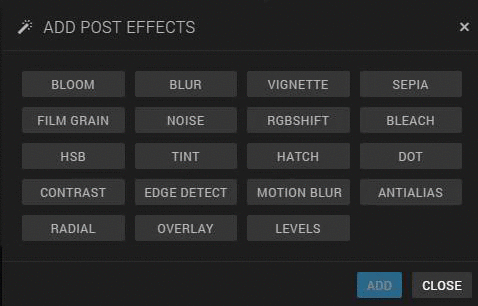 ADD POST EFFECTS ×
BLOOM BLUR VIGNETTE SEPIA
FILM GRAIN NOISE RGBSHIFT BLEACH
HSB TINT HATCH DOT
CONTRAST EDGE DETECT MOTION BLUR ANTIALIAS
RADIAL OVERLAY LEVELS
ADD CLOSE